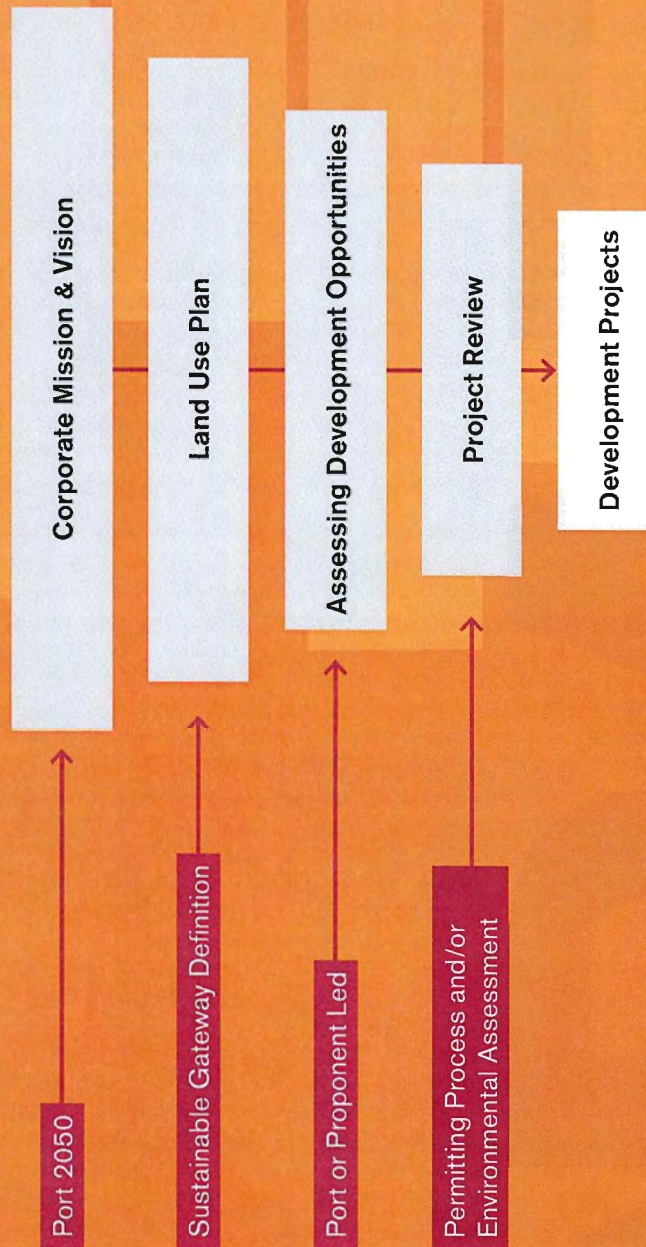 Port 2050
Corporate Mission & Vision
Sustainable Gateway Definition
Land Use Plan
Port or Proponent Led
Assessing Development Opportunities
Permitting Process and/or
Environmental Assessment
Project Review
Development Projects